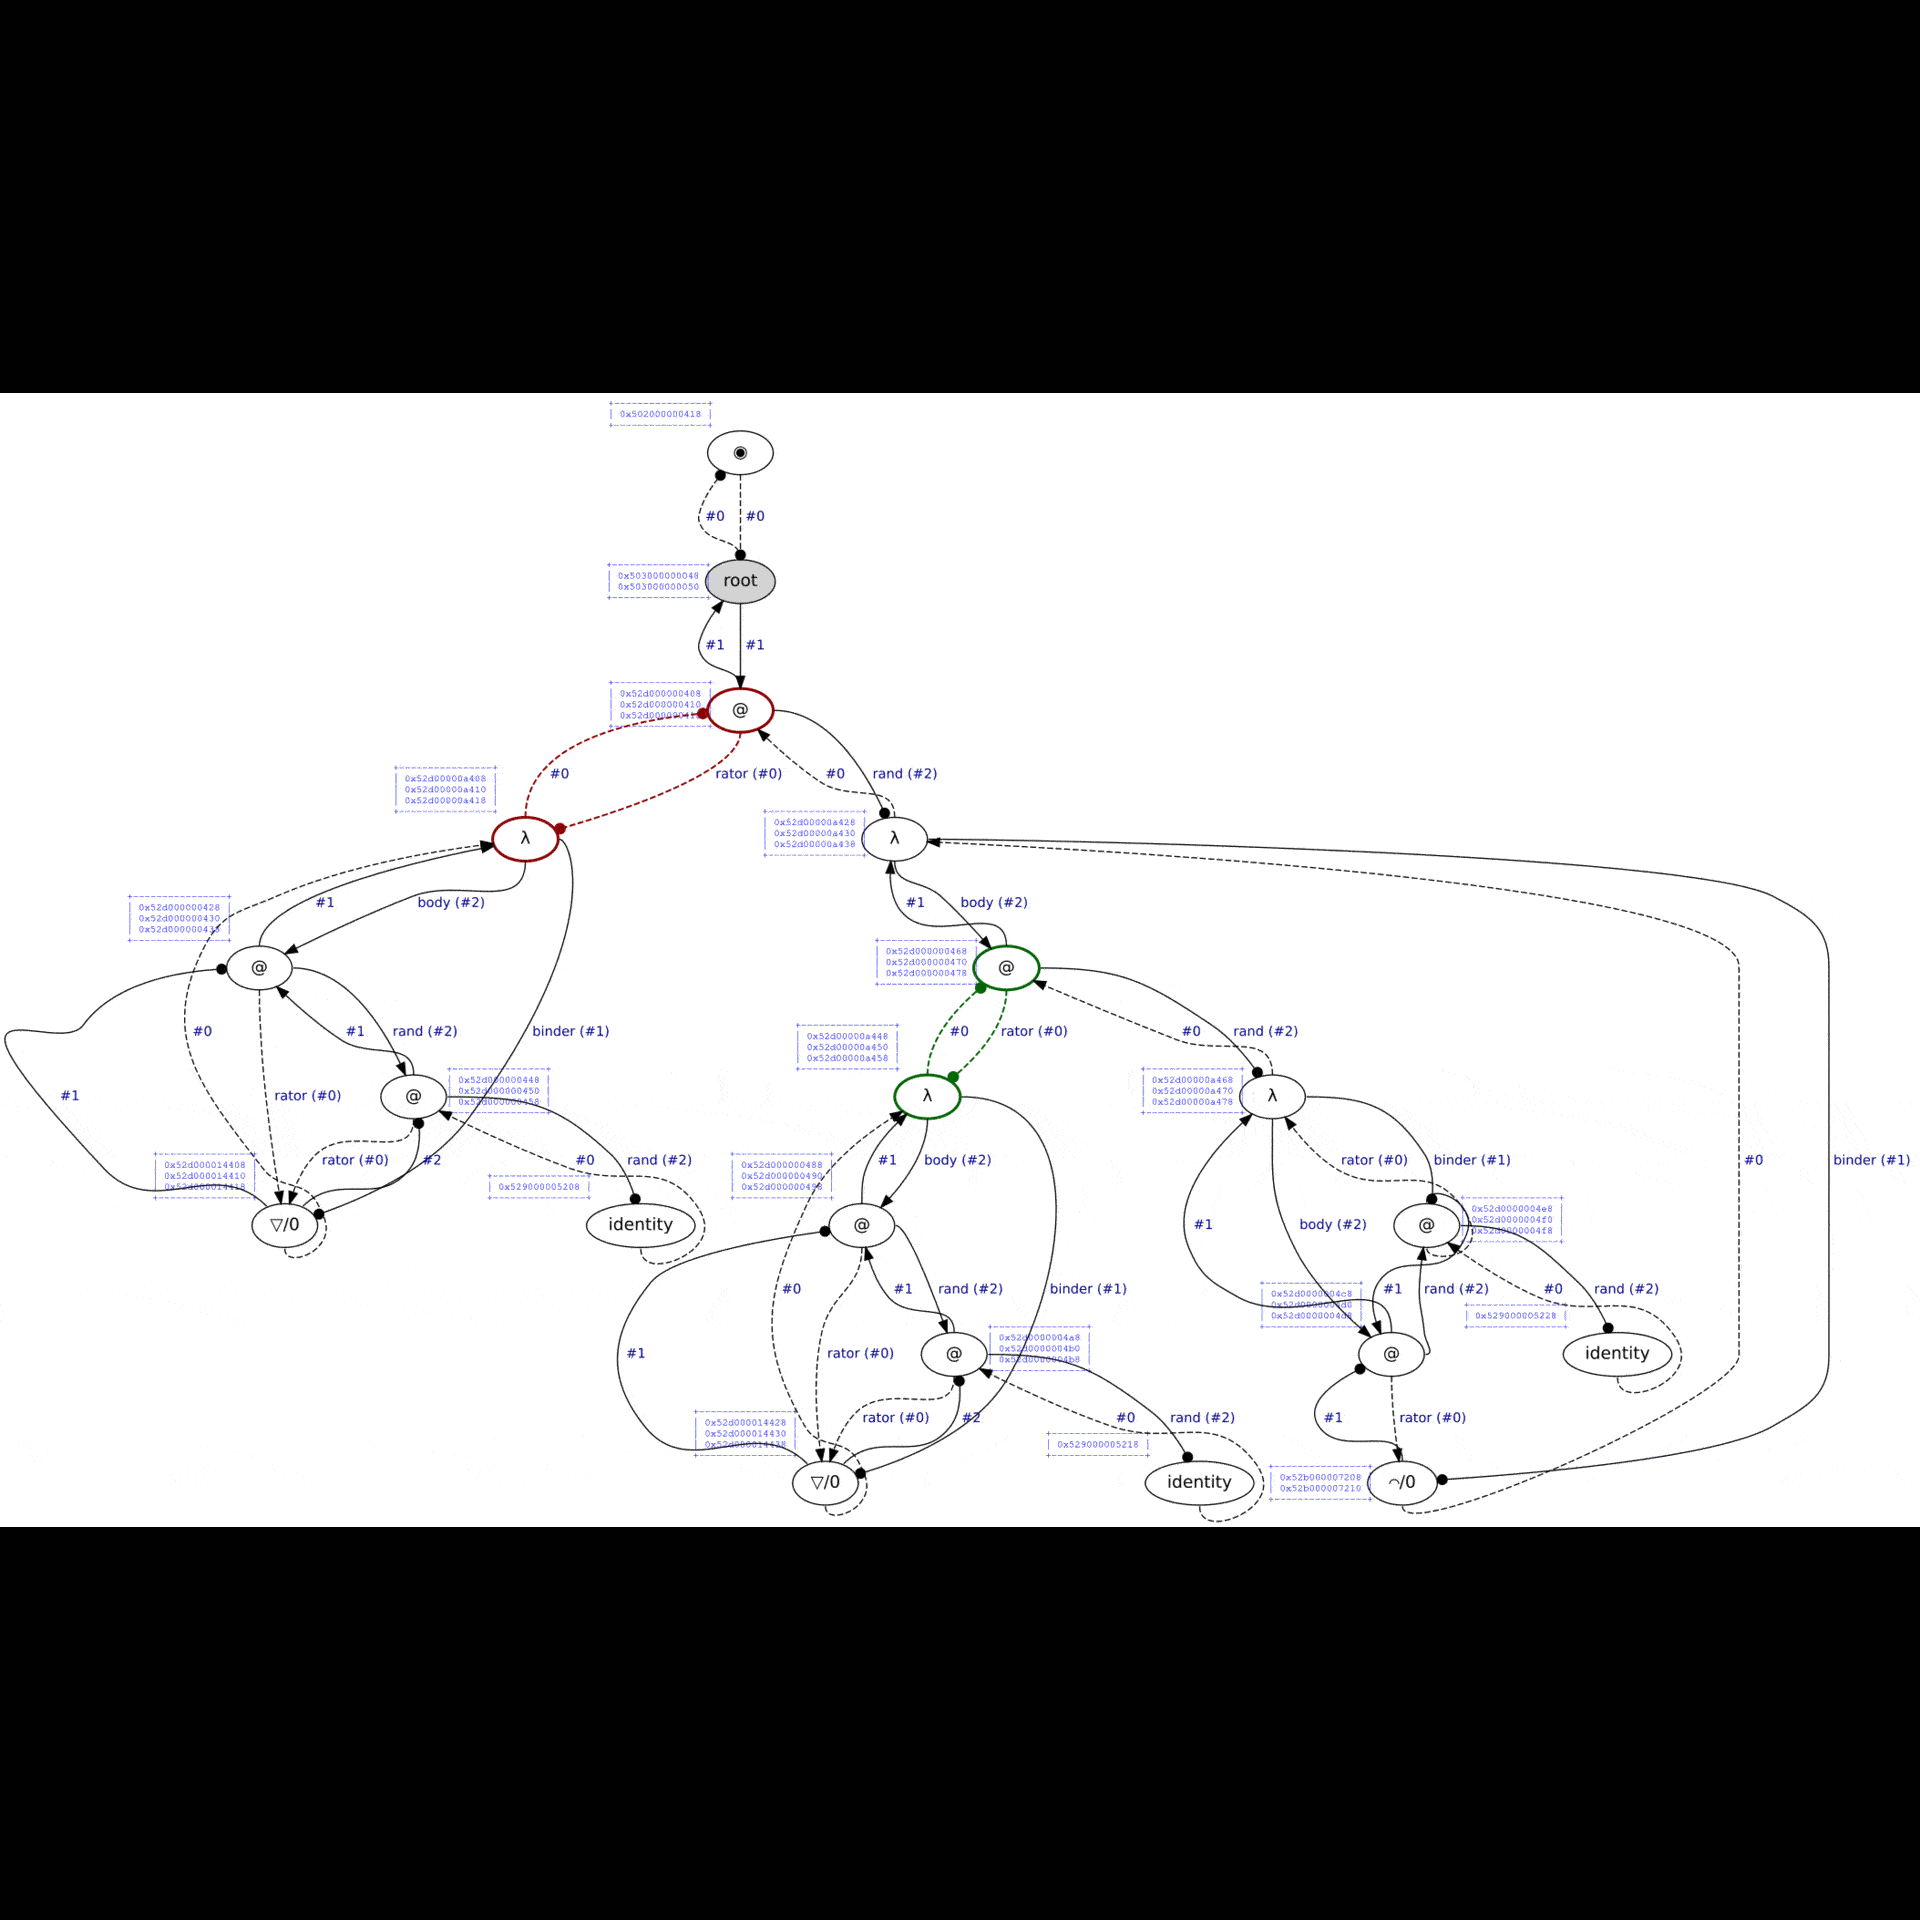 0x502000000418
◉
#0 #0
0x503000000048
0x503000000050
root
#1 #1
0x52d000000408
0x52d000000410
@
#0 rator (#0) #0 rand (#2)
0x52d00000a408
0x52d00000a410
0x52d00000a418
λ
0x52d00000a428
0x52d00000a430
0x52d00000a438
λ
#1 body (#2) #1 body (#2)
0x52d000000428
0x52d000000430
@
0x52d000000468
0x52d000000470
0x52d000000478
@
#0 #1 rand (#2) binder (#1) #0 rator (#0) #0 rand (#2)
0x52d00000a448
0x52d00000a450
0x52d00000a458
λ
0x52d00000a468
0x52d00000a470
0x52d00000a478
λ
#1 rator (#0)
@
0x52d000000448
0x52d000000450
0x52d000000458
rator (#0) #2 #0 rand (#2) #1 body (#2) rator (#0) binder (#1) #0 binder (#1)
0x52d000014408
0x52d000014410
0x52d000014418
▽/0
0x529000005208
identity
0x52d000000488
0x52d000000490
0x52d000000498
@
#1 body (#2)
@
0x52d0000004e8
0x52d0000004f0
0x52d0000004f8
#0 #1 rand (#2) binder (#1) #1 rand (#2) #0 rand (#2)
0x52d0000004c8
0x52d0000004d0
0x52d0000004d8
@
0x529000005228
identity
#1 rator (#0)
@
0x52d0000004a8
0x52d0000004b0
0x52d0000004b8
rator (#0) #2 #0 rand (#2) #1 rator (#0)
0x52d000014428
0x52d000014430
0x52d000014438
▽/0
0x529000005218
identity
0x52b000007208
0x52b000007210
⌒/0